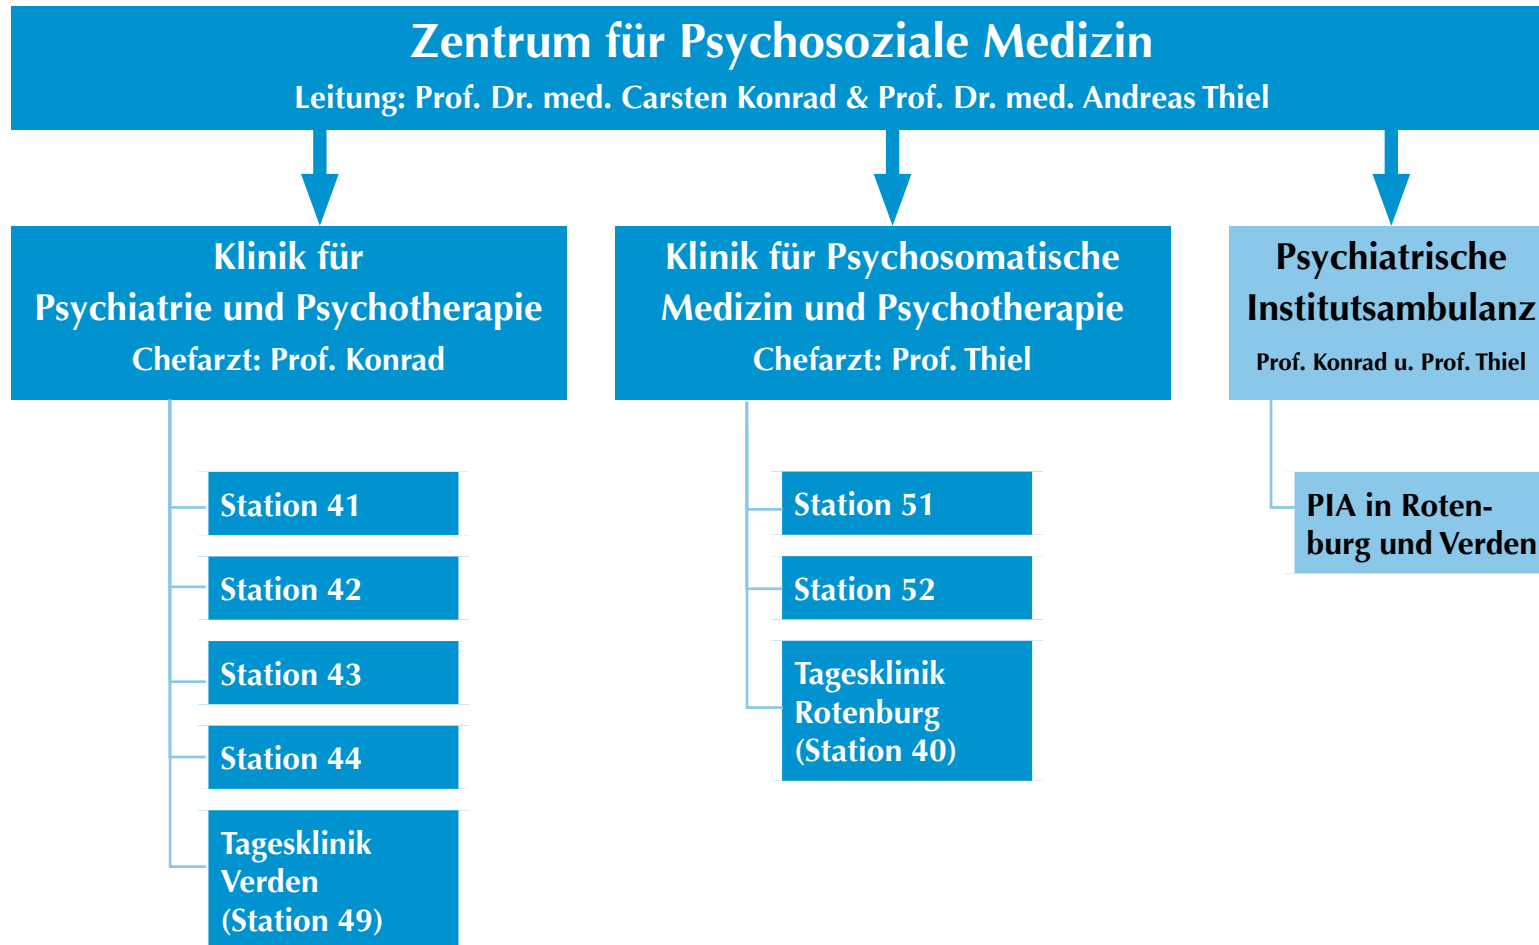 Zentrum für Psychosoziale Medizin
Leitung: Prof. Dr. med. Carsten Konrad & Prof. Dr. med. Andreas Thiel
Klinik für
Psychiatrie und Psychotherapie
Chefarzt: Prof. Konrad
Klinik für Psychosomatische
Medizin und Psychotherapie
Chefarzt: Prof. Thiel
Psychiatrische
Institutsambulanz
Prof. Konrad u. Prof. Thiel
Station 41
Station 42
Station 43
Station 44
Tagesklinik
Verden
(Station 49)
Station 51
Station 52
Tagesklinik
Rotenburg
(Station 40)
PIA in Roten-
burg und Verden